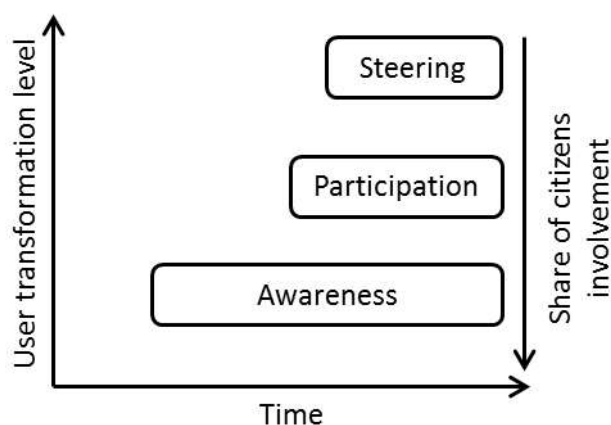 User transformation level
Steering
Participation
Awareness
Share of citizens
involvement
Time